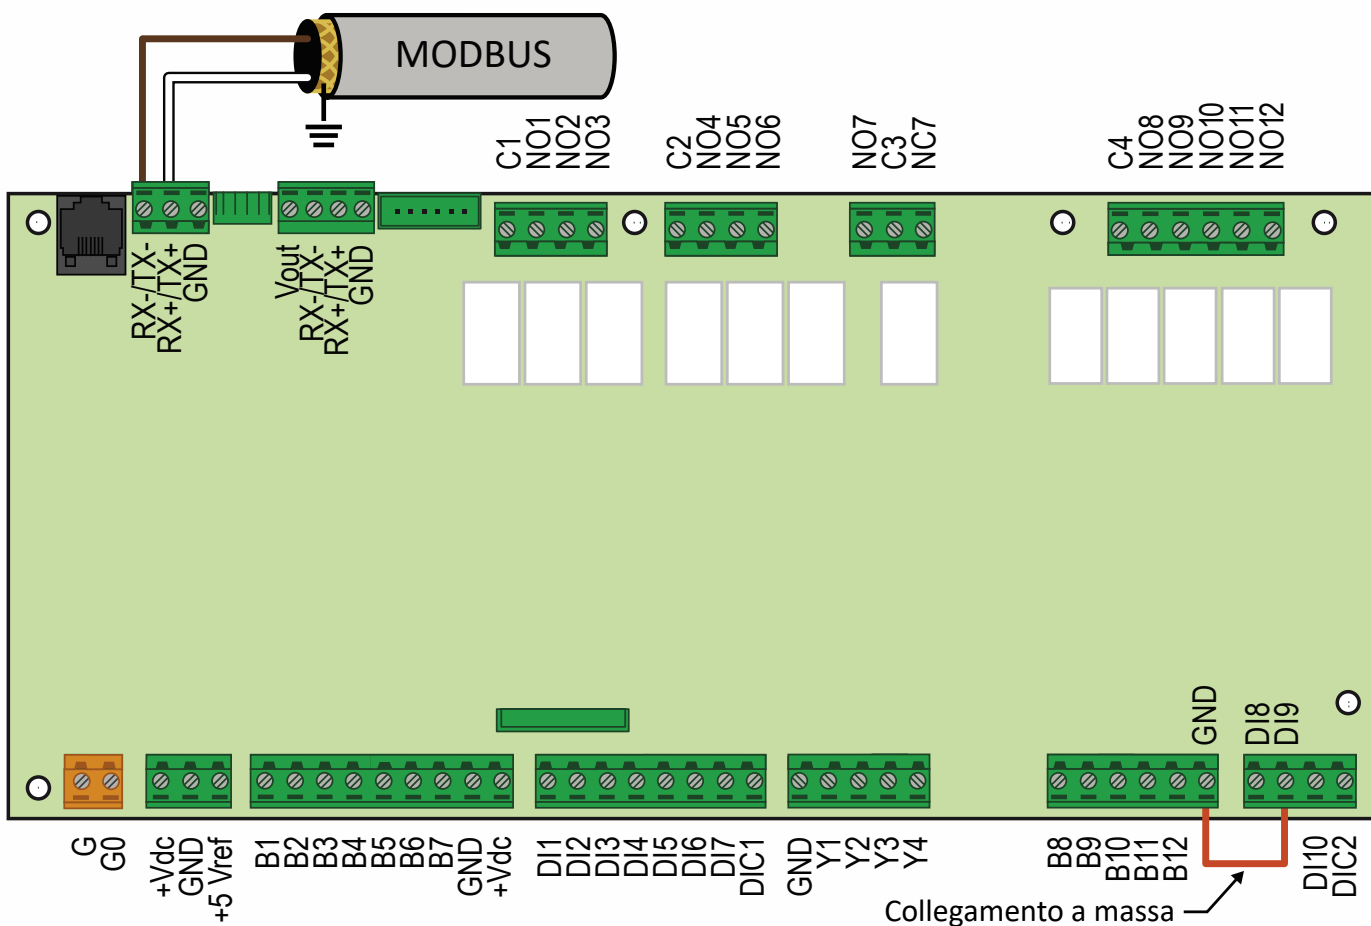 MODBUS
C1
NO1
NO2
NO3
C2
NO4
NO5
NO6
NO7
C3
NC7
C4
NO8
NO9
NO10
NO11
NO12
RX-/TX-
RX+/TX+
GND
Vout
RX-/TX-
RX+/TX+
GND
GND
DI8
DI9
G
G0
+Vdc
GND
+5 Vref
B1
B2
B3
B4
B5
B6
B7
GND
+Vdc
DI1
DI2
DI3
DI4
DI5
DI6
DI7
DIC1
GND
Y1
Y2
Y3
Y4
B8
B9
B10
B11
B12
DI10
DIC2
Collegamento a massa